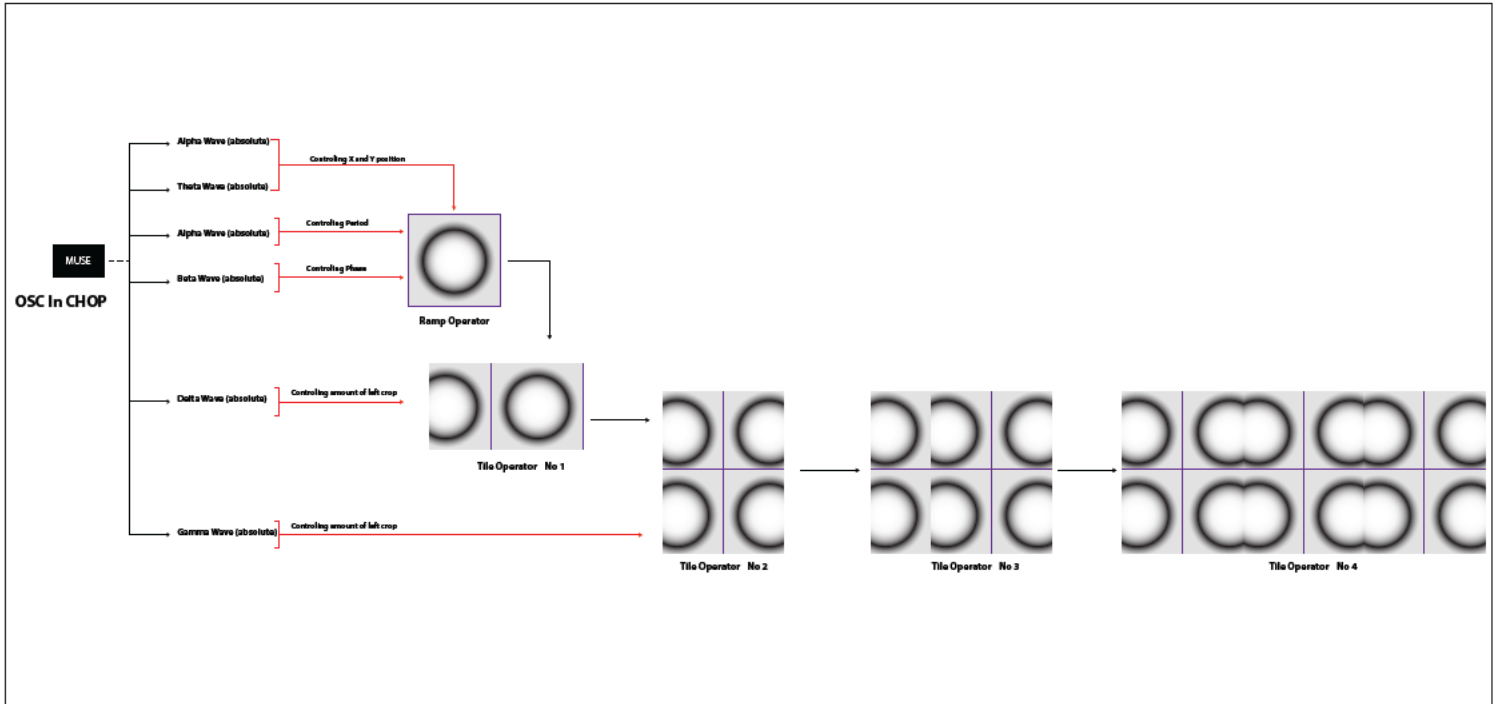 Alpha Wave (absolute)
Controling X and Y position
Theta Wave (absolute)
Controling Period
Alpha Wave (absolute)
MUSE
Controling Phase
Beta Wave (absolute)
OSC In CHOP
Ramp Operator
Delta Wave (absolute)
Controling amount of left crop
Tile Operator No 1
Gamma Wave (absolute)
Controling amount of left crop
Tile Operator No 2
Tile Operator No 3
Tile Operator No 4